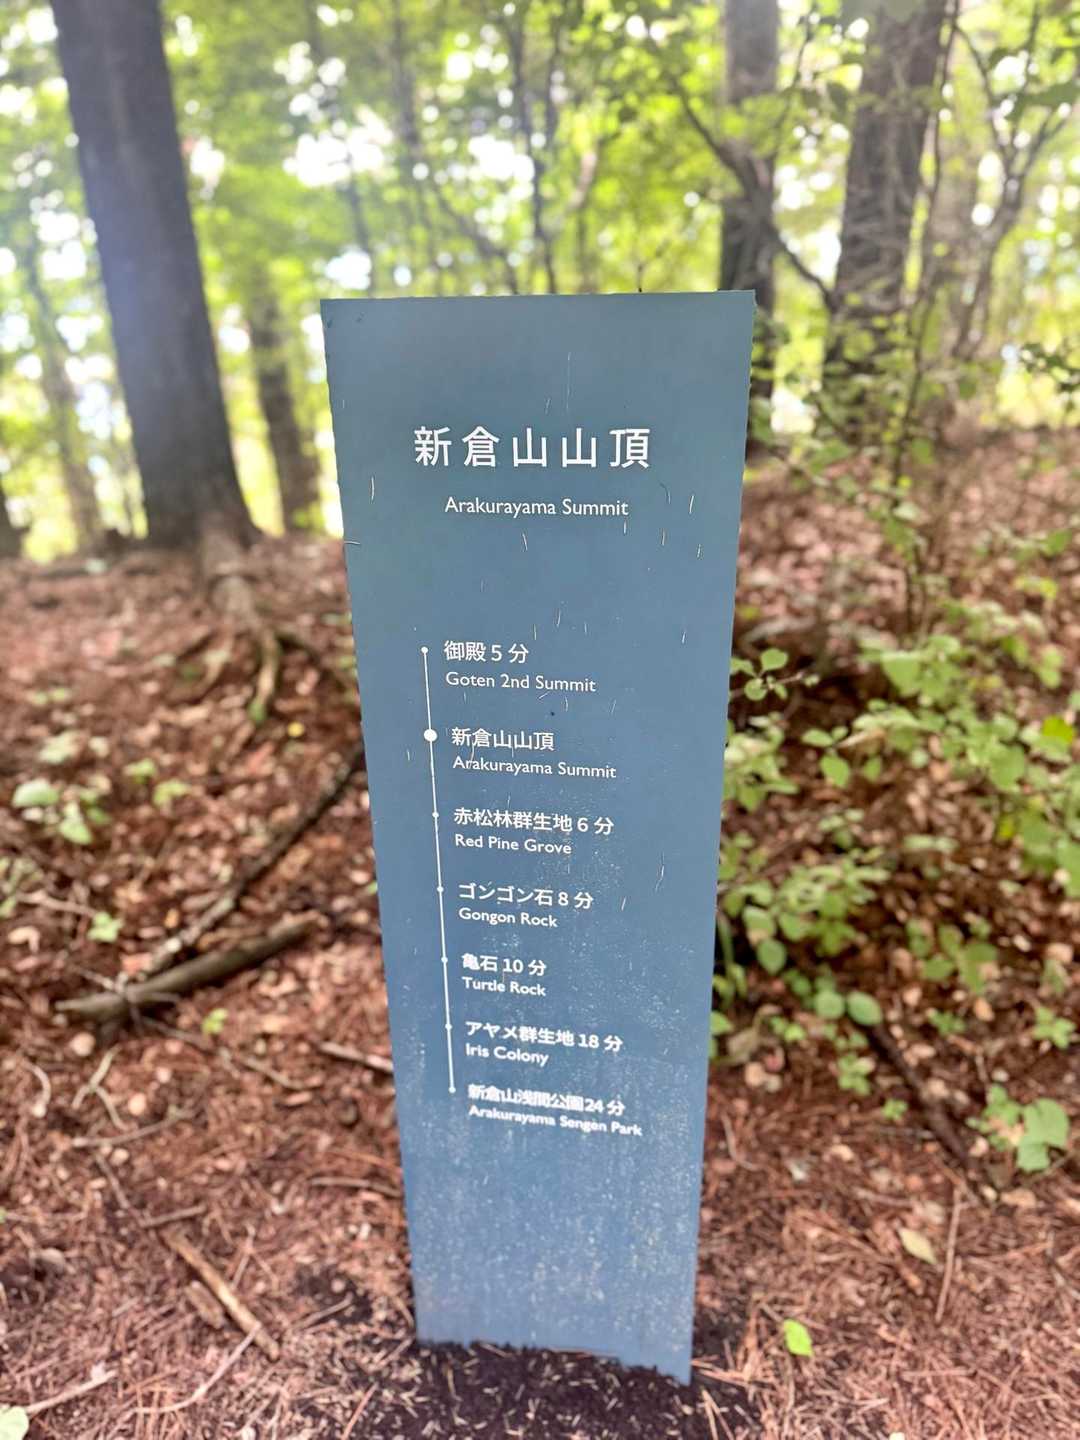 新倉山山頂
Arakurayama Summit
御殿 5 分
Goten 2nd Summit
新倉山山頂
Arakurayama Summit
赤松林群生地 6 分
Red Pine Grove
ゴンゴン石 8 分
Gongon Rock
亀石 10 分
Turtle Rock
アヤメ群生地 18 分
Iris Colony
新倉山浅間公園 24 分
Arakurayama Sengen Park